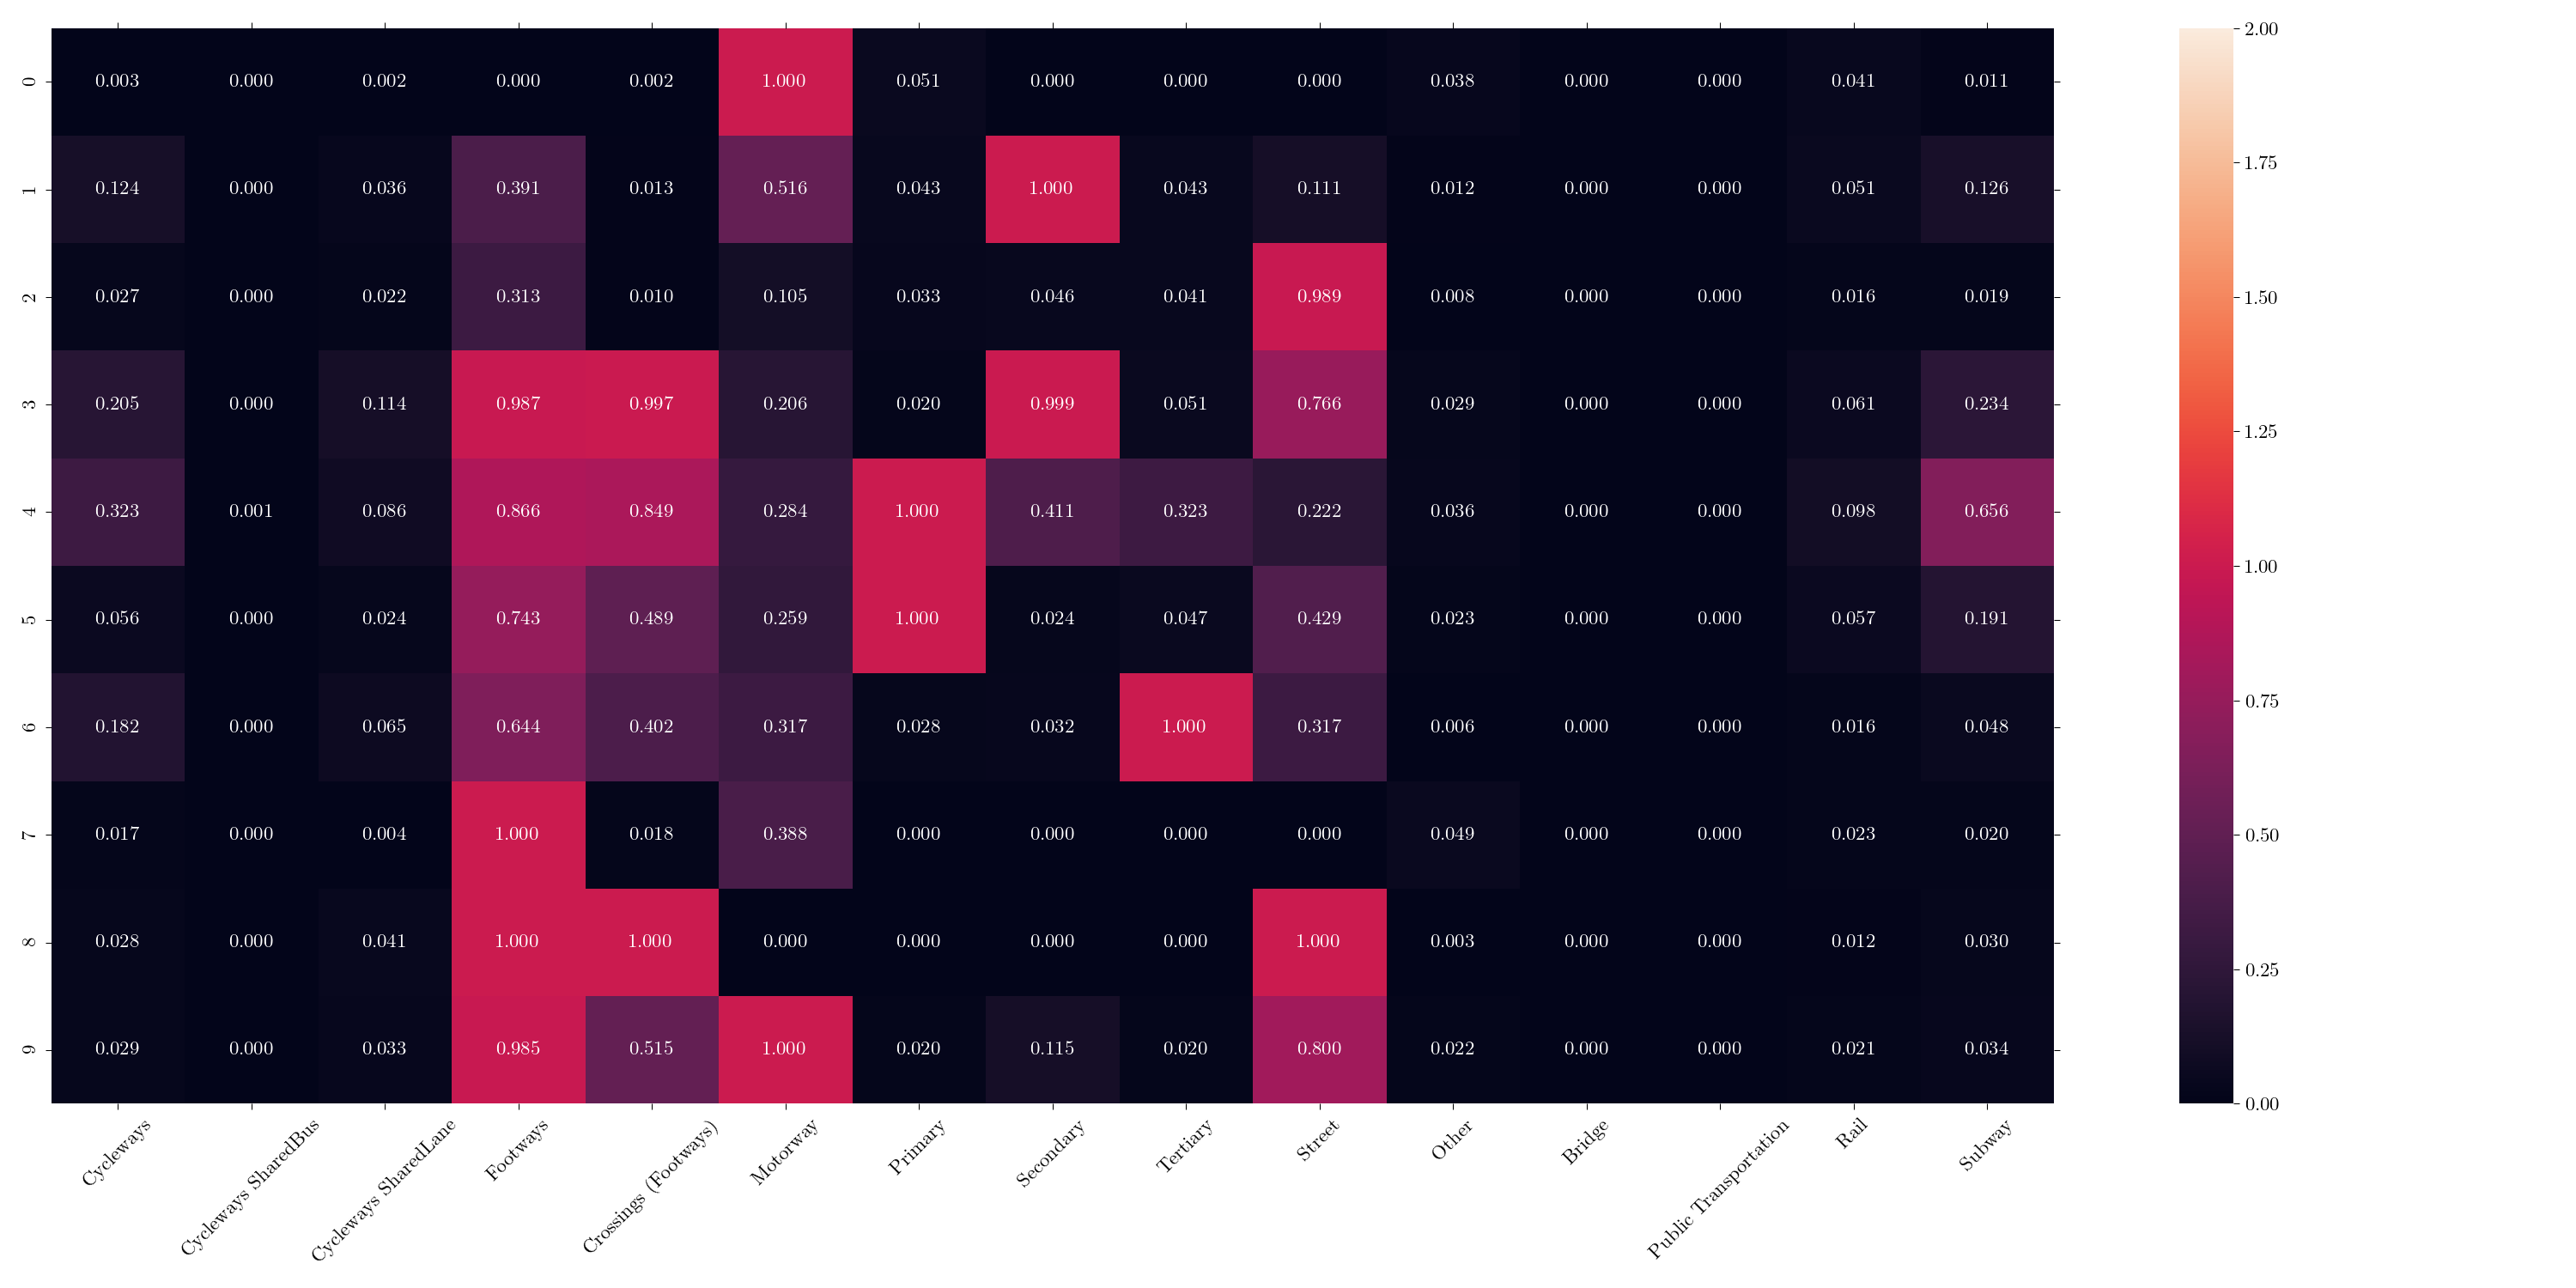 0 0.003 0.000 0.002 0.000 0.002 1.000 0.051 0.000 0.000 0.000 0.038 0.000 0.000 0.041 0.011
1 0.124 0.000 0.036 0.391 0.013 0.516 0.043 1.000 0.043 0.111 0.012 0.000 0.000 0.051 0.126
2 0.027 0.000 0.022 0.313 0.010 0.105 0.033 0.046 0.041 0.989 0.008 0.000 0.000 0.016 0.019
3 0.205 0.000 0.114 0.987 0.997 0.206 0.020 0.999 0.051 0.766 0.029 0.000 0.000 0.061 0.234
4 0.323 0.001 0.086 0.866 0.849 0.284 1.000 0.411 0.323 0.222 0.036 0.000 0.000 0.098 0.656
5 0.056 0.000 0.024 0.743 0.489 0.259 1.000 0.024 0.047 0.429 0.023 0.000 0.000 0.057 0.191
6 0.182 0.000 0.065 0.644 0.402 0.317 0.028 0.032 1.000 0.317 0.006 0.000 0.000 0.016 0.048
7 0.017 0.000 0.004 1.000 0.018 0.388 0.000 0.000 0.000 0.000 0.049 0.000 0.000 0.023 0.020
8 0.028 0.000 0.041 1.000 1.000 0.000 0.000 0.000 0.000 1.000 0.003 0.000 0.000 0.012 0.030
9 0.029 0.000 0.033 0.985 0.515 1.000 0.020 0.115 0.020 0.800 0.022 0.000 0.000 0.021 0.034
Cycleways
Cycleways SharedBus
Cycleways SharedLane
Footways
Crossings (Footways)
Motorway
Primary
Secondary
Tertiary
Street
Other
Bridge
Public Transportation
Rail
Subway
2.00
1.75
1.50
1.25
1.00
0.75
0.50
0.25
0.00